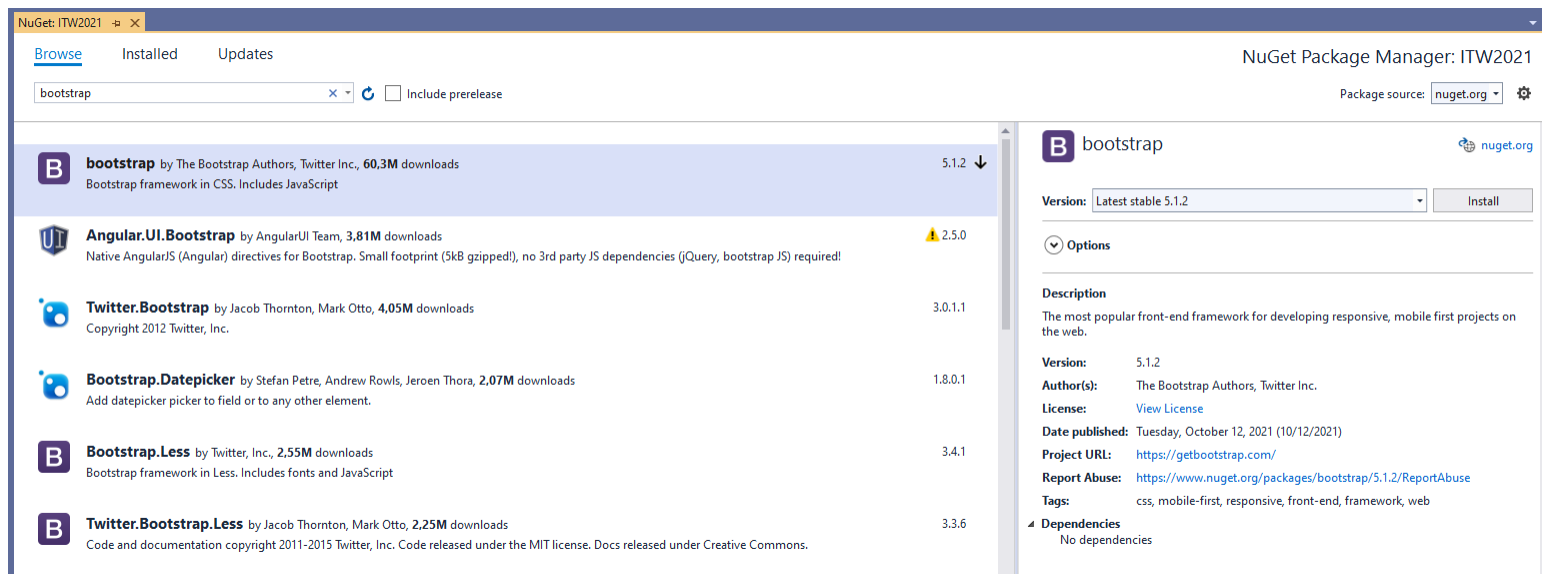 NuGet: ITW2021
Browse Installed Updates
NuGet Package Manager: ITW2021
bootstrap
Include prerelease
Package source: nuget.org
B
bootstrap by The Bootstrap Authors, Twitter Inc., 60,3M downloads
5.1.2
Bootstrap framework in CSS. Includes JavaScript
UI
Angular.UI.Bootstrap by AngularUI Team, 3,81M downloads
2.5.0
Native AngularJS (Angular) directives for Bootstrap. Small footprint (5kB gzipped!), no 3rd party JS dependencies (jQuery, bootstrap JS) required!
Twitter.Bootstrap by Jacob Thornton, Mark Otto, 4,05M downloads
3.0.1.1
Copyright 2012 Twitter, Inc.
Bootstrap.Datepicker by Stefan Petre, Andrew Rowls, Jeroen Thora, 2,07M downloads
1.8.0.1
Add datepicker picker to field or to any other element.
B
Bootstrap.Less by Twitter, Inc., 2,55M downloads
3.4.1
Bootstrap framework in Less. Includes fonts and JavaScript
B
Twitter.Bootstrap.Less by Jacob Thornton, Mark Otto, 2,25M downloads
3.3.6
Code and documentation copyright 2011-2015 Twitter, Inc. Code released under the MIT license. Docs released under Creative Commons.
B
bootstrap
nuget.org
Version: Latest stable 5.1.2
Install
Options
Description
The most popular front-end framework for developing responsive, mobile first projects on
the web.
Version: 5.1.2
Author(s): The Bootstrap Authors, Twitter Inc.
License: View License
Date published: Tuesday, October 12, 2021 (10/12/2021)
Project URL: https://getbootstrap.com/
Report Abuse: https://www.nuget.org/packages/bootstrap/5.1.2/ReportAbuse
Tags: css, mobile-first, responsive, front-end, framework, web
Dependencies
No dependencies